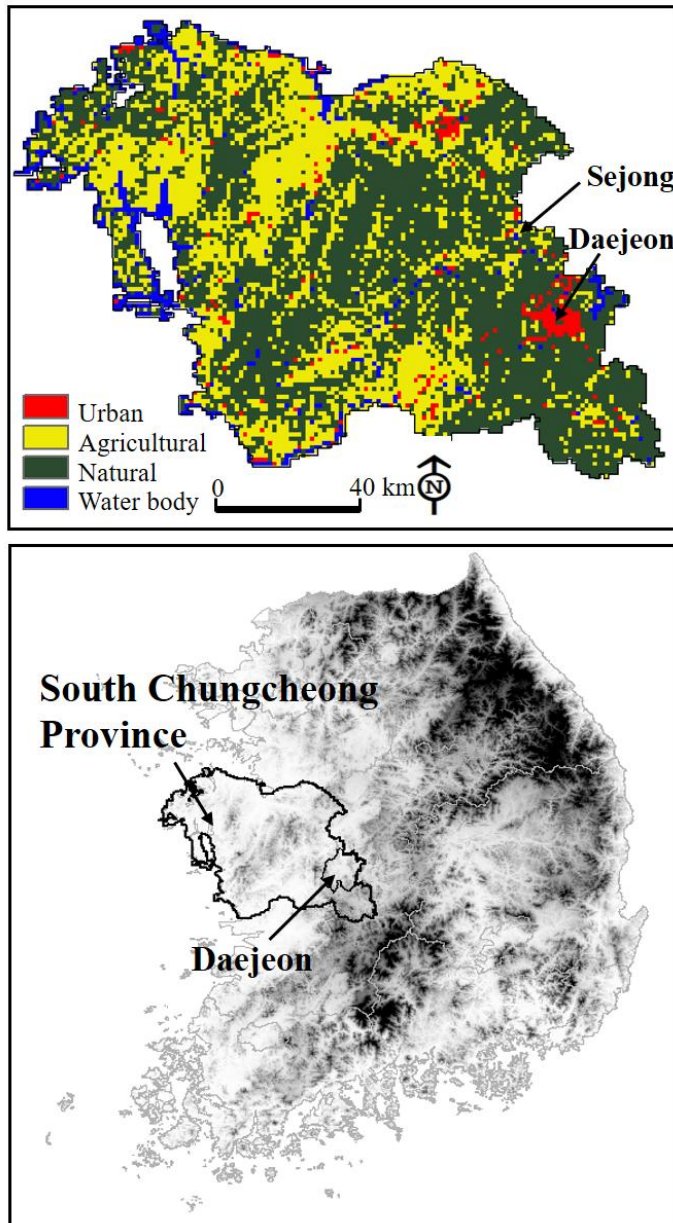 Sejong
Daejeon
Urban
Agricultural
Natural
Water body
0 40 km N
South Chungcheong
Province
Daejeon